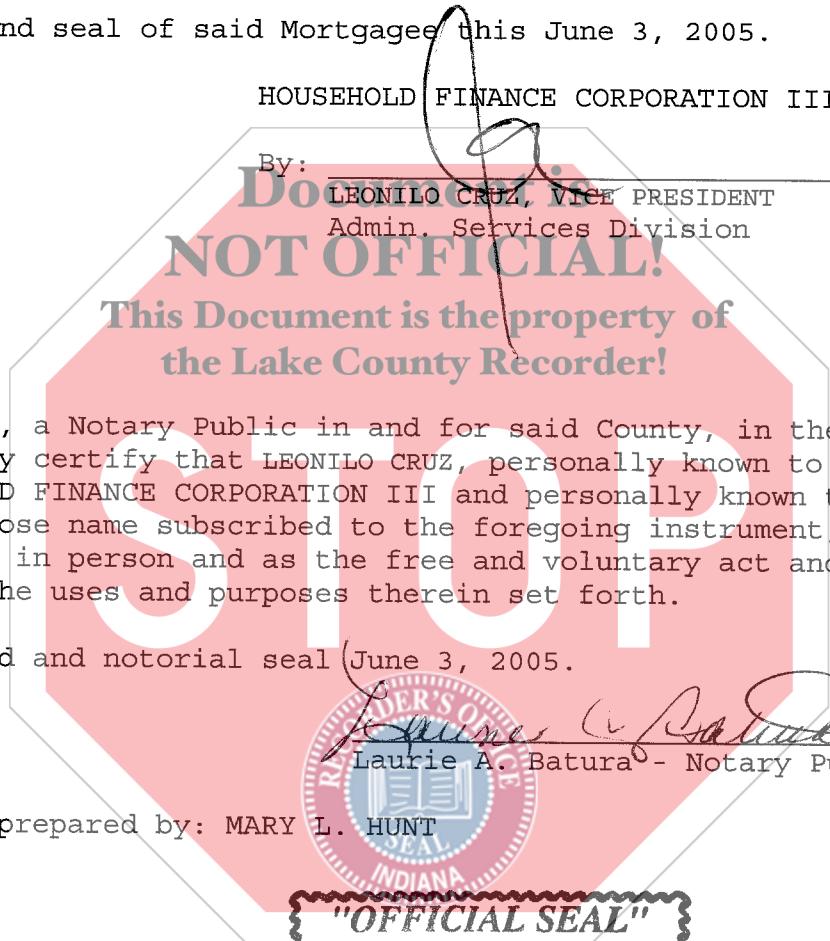 nd seal of said Mortgagee this June 3, 2005.
HOUSEHOLD FINANCE CORPORATION III
By:
Document is
LEONILO CRUZ, VICE PRESIDENT
Admin. Services Division
NOT OFFICIAL!
This Document is the property of
the Lake County Recorder!
, a Notary Public in and for said County, in the
y certify that LEONILO CRUZ, personally known to
D FINANCE CORPORATION III and personally known t
ose name subscribed to the foregoing instrument,
in person and as the free and voluntary act and
he uses and purposes therein set forth.
STOP
d and notorial seal June 3, 2005.
Laurie A. Batura
Laurie A. Batura - Notary Pu
RECORDER'S OFFICE
SEAL
INDIANA
prepared by: MARY L. HUNT
"OFFICIAL SEAL"